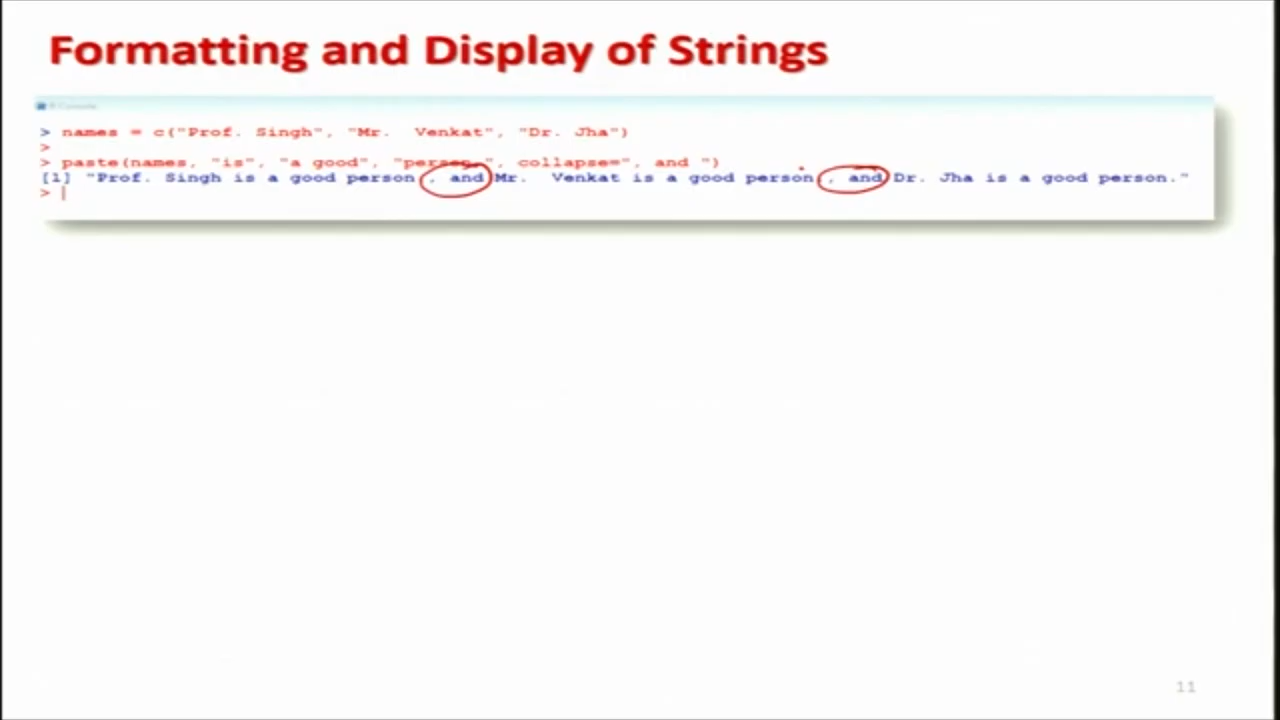 Formatting and Display of Strings
R Console
> names = c("Prof. Singh", "Mr.  Venkat", "Dr. Jha")
>
> paste(names, "is", "a good", "person.", collapse=", and ")
[1] "Prof. Singh is a good person., and Mr.  Venkat is a good person., and Dr. Jha is a good person."
> |
11